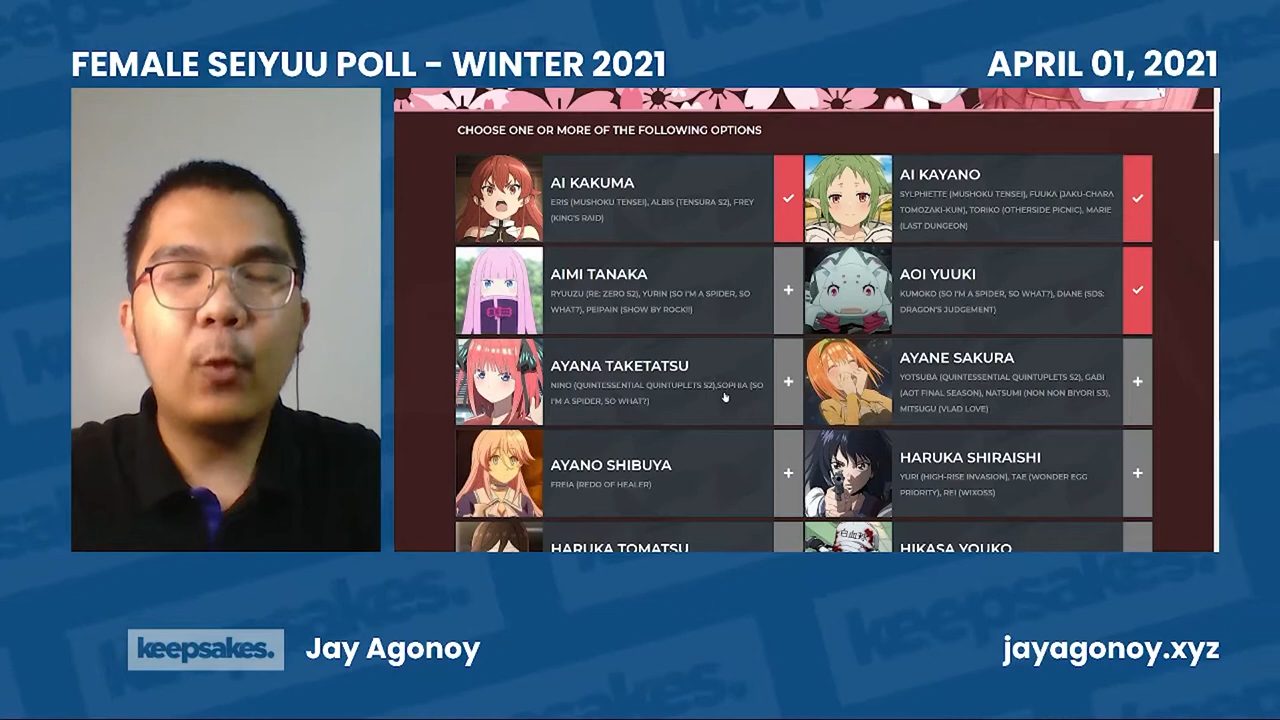 FEMALE SEIYUU POLL - WINTER 2021
APRIL 01, 2021
CHOOSE ONE OR MORE OF THE FOLLOWING OPTIONS
AI KAKUMA
ERIS (MUSHOKU TENSEI), ALBIS (TENSURA S2), FREY
(KING'S RAID)
AI KAYANO
SYLPHIETTE (MUSHOKU TENSEI), FUUKA (JAKU-CHARA
TOMOZAKI-KUN), TORIKO (OTHERSIDE PICNIC), MARIE
(LAST DUNGEON)
AIMI TANAKA
RYUUZU (RE: ZERO S2), YURIN (SO I'M A SPIDER, SO
WHAT?), PEIPAIN (SHOW BY ROCK!!)
AOI YUUKI
KUMOKO (SO I'M A SPIDER, SO WHAT?), DIANE (SDS:
DRAGON'S JUDGEMENT)
AYANA TAKETATSU
NINO (QUINTESSENTIAL QUINTUPLETS S2),SOPHIA (SO
I'M A SPIDER, SO WHAT?)
AYANE SAKURA
YOTSUBA (QUINTESSENTIAL QUINTUPLETS S2), GABI
(AOT FINAL SEASON), NATSUMI (NON NON BIYORI S3),
MITSUGU (VLAD LOVE)
AYANO SHIBUYA
FREIA (REDO OF HEALER)
HARUKA SHIRAISHI
YURI (HIGH-RISE INVASION), TAE (WONDER EGG
PRIORITY), REI (WIXOSS)
HARUKA TOMATSU
白血球
HIKASA YOUKO
keepsakes.
Jay Agonoy
jayagonoy.xyz